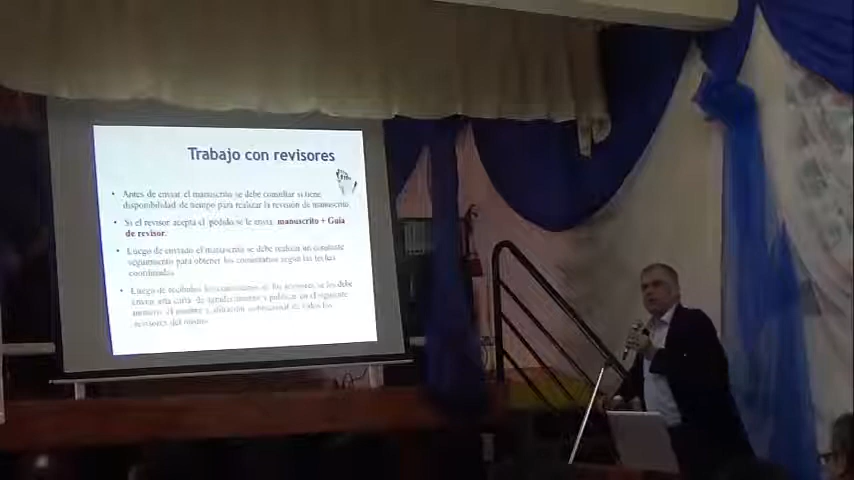 Trabajo con revisores
• Antes de enviar el manuscrito se debe consultar si tiene
disponibilidad de tiempo para realizar la revisión de manuscrito.
• Si el revisor acepta el pedido se le envía manuscrito + Guía
de revisor.
• Luego de enviado el manuscrito se debe realizar un constante
seguimiento para obtener los comentarios según las fechas
coordinadas
• Luego de recibidos los comentarios de los revisores se les debe
enviar una carta de agradecimiento y publicar en el siguiente
número el nombre y afiliación institucional de todos los
revisores del mismo